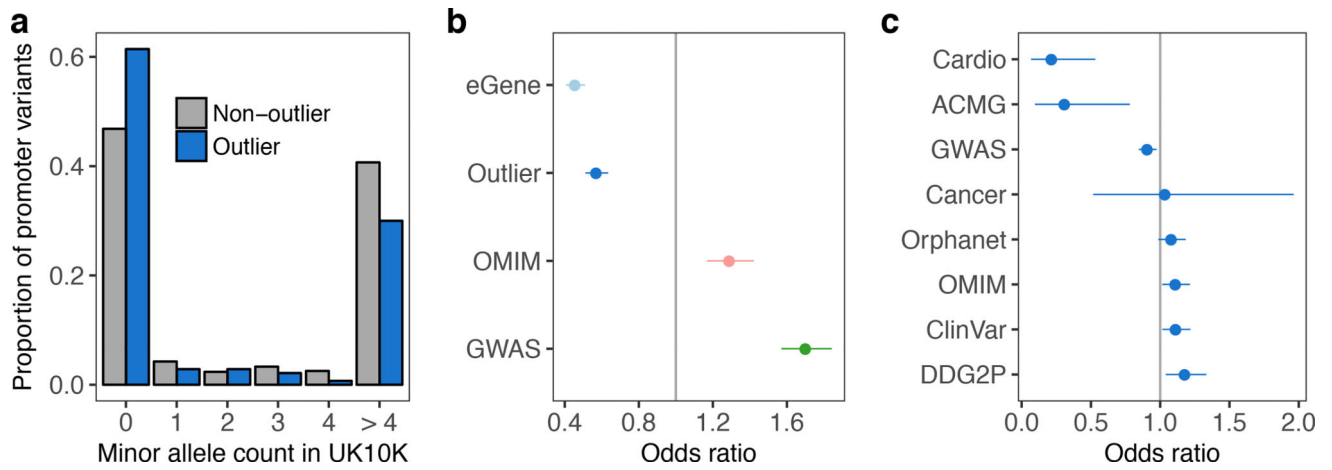 a
Proportion of promoter variants
0.6
0.4
0.2
0.0
Non−outlier
Outlier
0 1 2 3 4 > 4
Minor allele count in UK10K
b
eGene
Outlier
OMIM
GWAS
0.4 0.8 1.2 1.6
Odds ratio
c
Cardio
ACMG
GWAS
Cancer
Orphanet
OMIM
ClinVar
DDG2P
0.0 0.5 1.0 1.5 2.0
Odds ratio